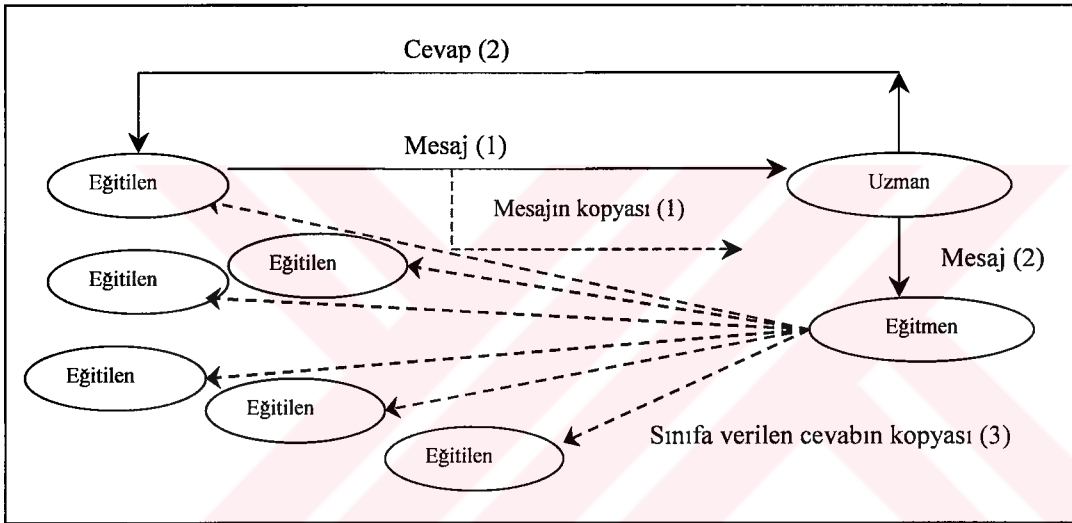 Cevap (2)
Mesaj (1)
Eğitilen
Uzman
Mesajın kopyası (1)
Eğitilen
Eğitilen
Mesaj (2)
Eğitmen
Eğitilen
Eğitilen
Sınıfa verilen cevabın kopyası (3)
Eğitilen